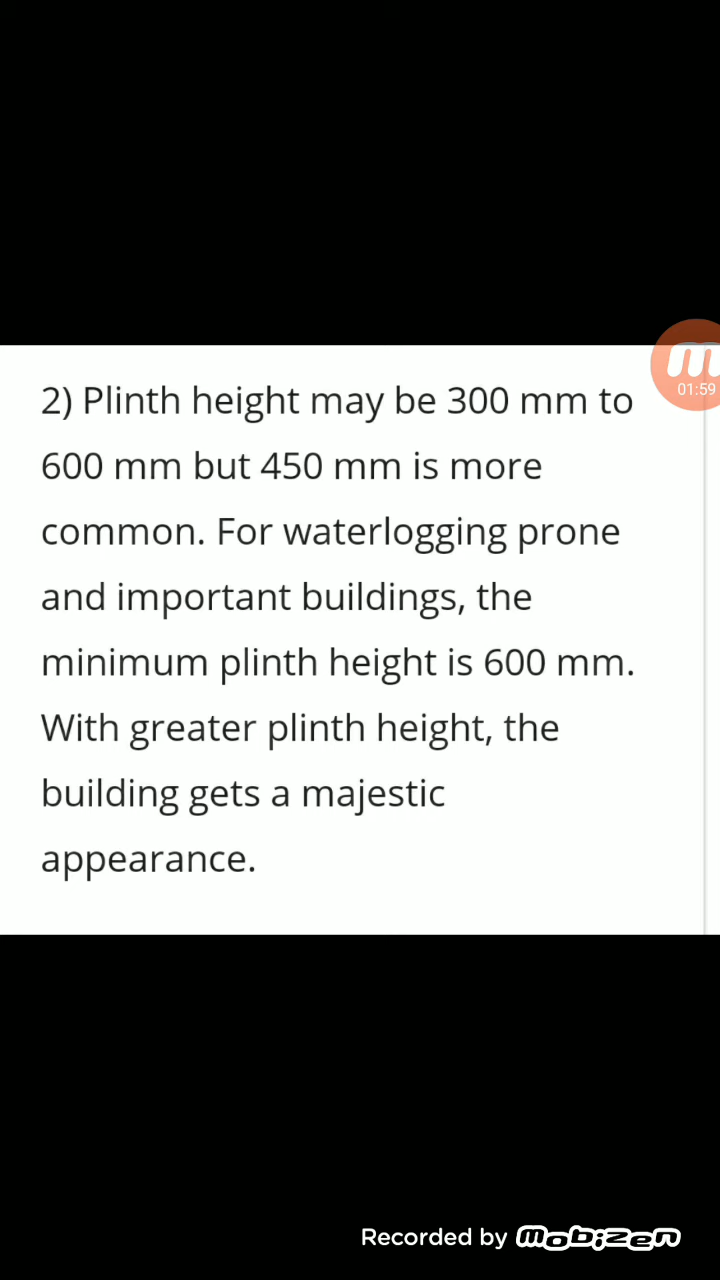 2) Plinth height may be 300 mm to
600 mm but 450 mm is more
common. For waterlogging prone
and important buildings, the
minimum plinth height is 600 mm.
With greater plinth height, the
building gets a majestic
appearance.
01:59
Recorded by mobizen